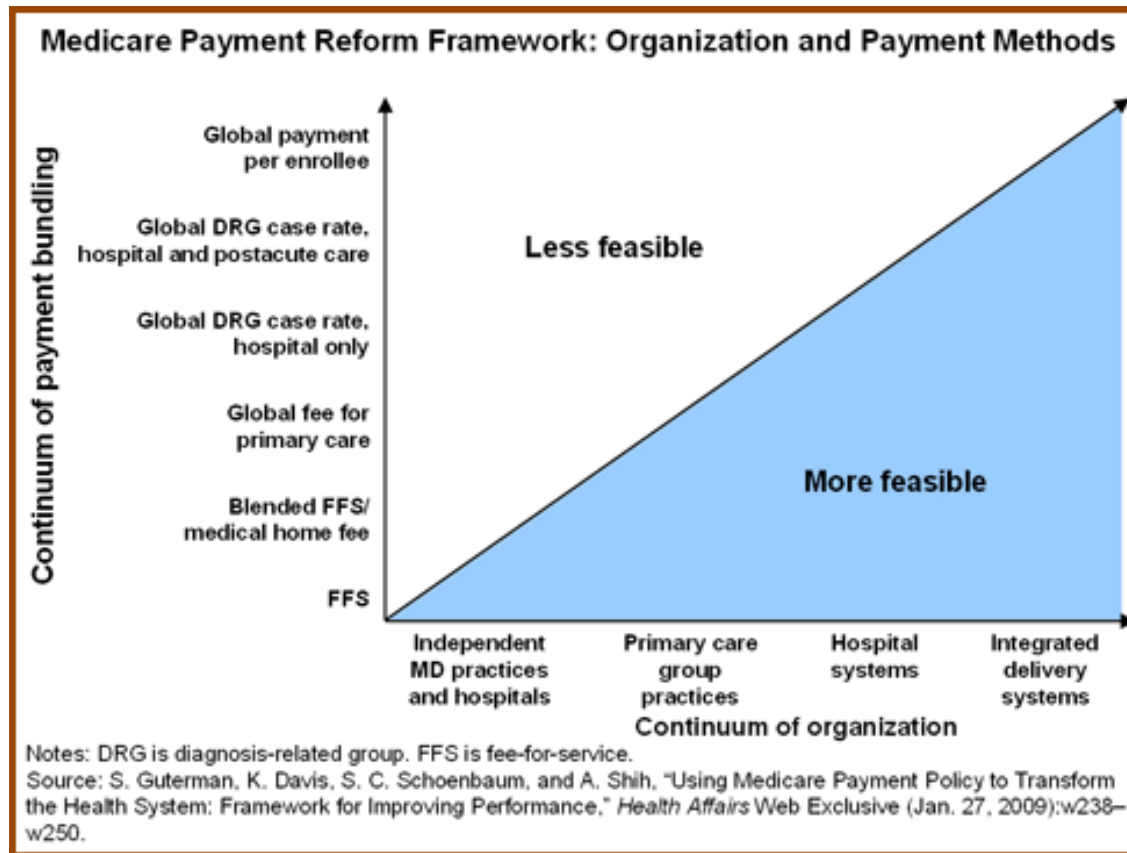 Medicare Payment Reform Framework: Organization and Payment Methods
Continuum of payment bundling
Global payment
per enrollee
Global DRG case rate,
hospital and postacute care
Global DRG case rate,
hospital only
Global fee for
primary care
Blended FFS/
medical home fee
FFS
Less feasible
More feasible
Independent
MD practices
and hospitals
Primary care
group
practices
Hospital
systems
Integrated
delivery
systems
Continuum of organization
Notes: DRG is diagnosis-related group. FFS is fee-for-service.
Source: S. Guterman, K. Davis, S. C. Schoenbaum, and A. Shih, “Using Medicare Payment Policy to Transform
the Health System: Framework for Improving Performance,” Health Affairs Web Exclusive (Jan. 27, 2009):w238–
w250.